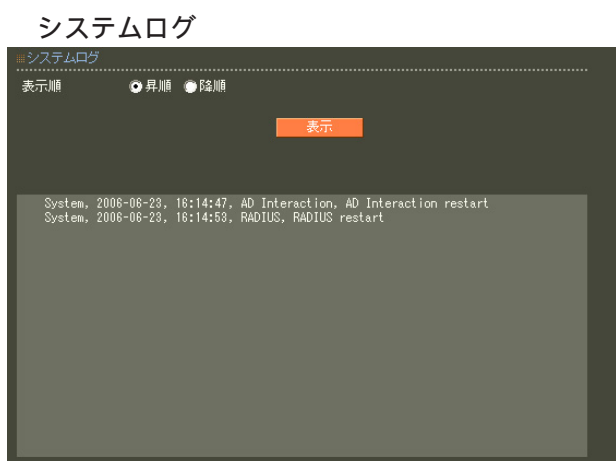 システムログ
システムログ
表示順 昇順 降順
表示
System, 2006-06-23, 16:14:47, AD Interaction, AD Interaction restart
System, 2006-06-23, 16:14:53, RADIUS, RADIUS restart